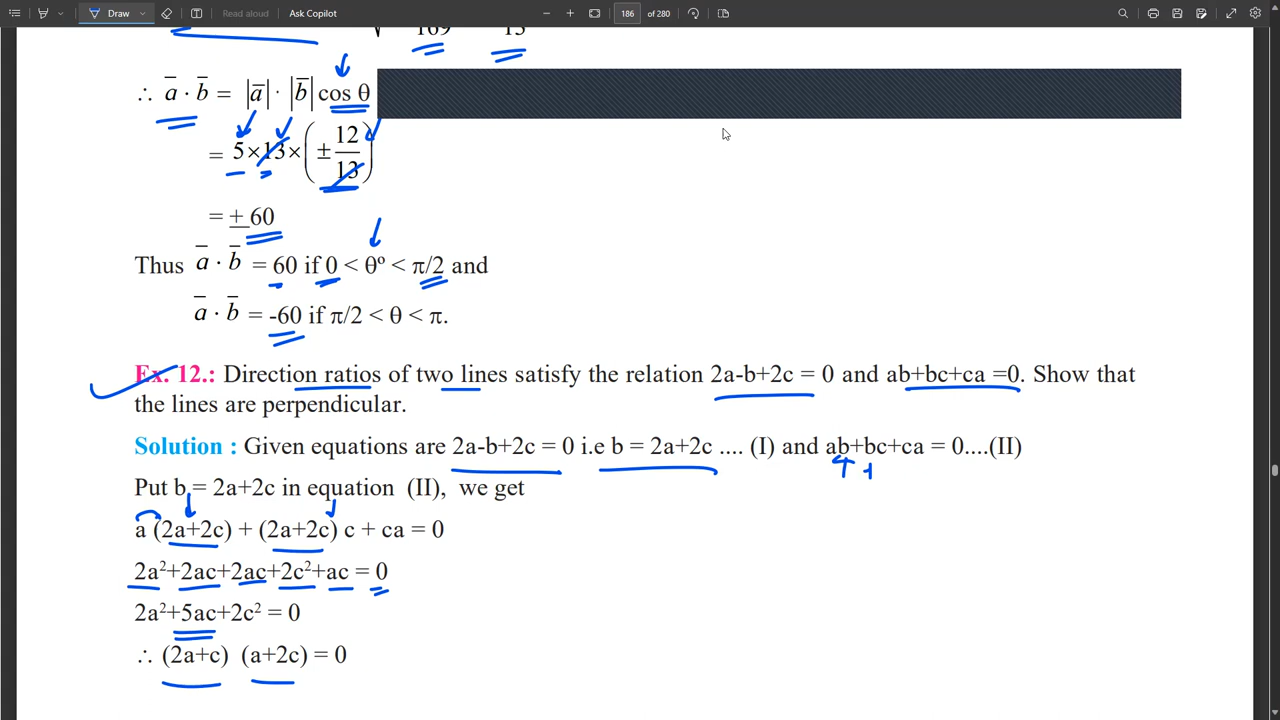 Draw
Read aloud
Ask Copilot
186 of 280
169 13
∴ a̅ · b̅ = |a̅| · |b̅| cos θ
= 5×13×(± 12/13)
= ± 60
Thus a̅ · b̅ = 60 if 0 < θº < π/2 and
a̅ · b̅ = -60 if π/2 < θ < π.
Ex. 12.: Direction ratios of two lines satisfy the relation 2a-b+2c = 0 and ab+bc+ca =0. Show that
the lines are perpendicular.
Solution : Given equations are 2a-b+2c = 0 i.e b = 2a+2c .... (I) and ab+bc+ca = 0....(II)
Put b = 2a+2c in equation (II), we get
a (2a+2c) + (2a+2c) c + ca = 0
2a²+2ac+2ac+2c²+ac = 0
2a²+5ac+2c² = 0
∴ (2a+c) (a+2c) = 0